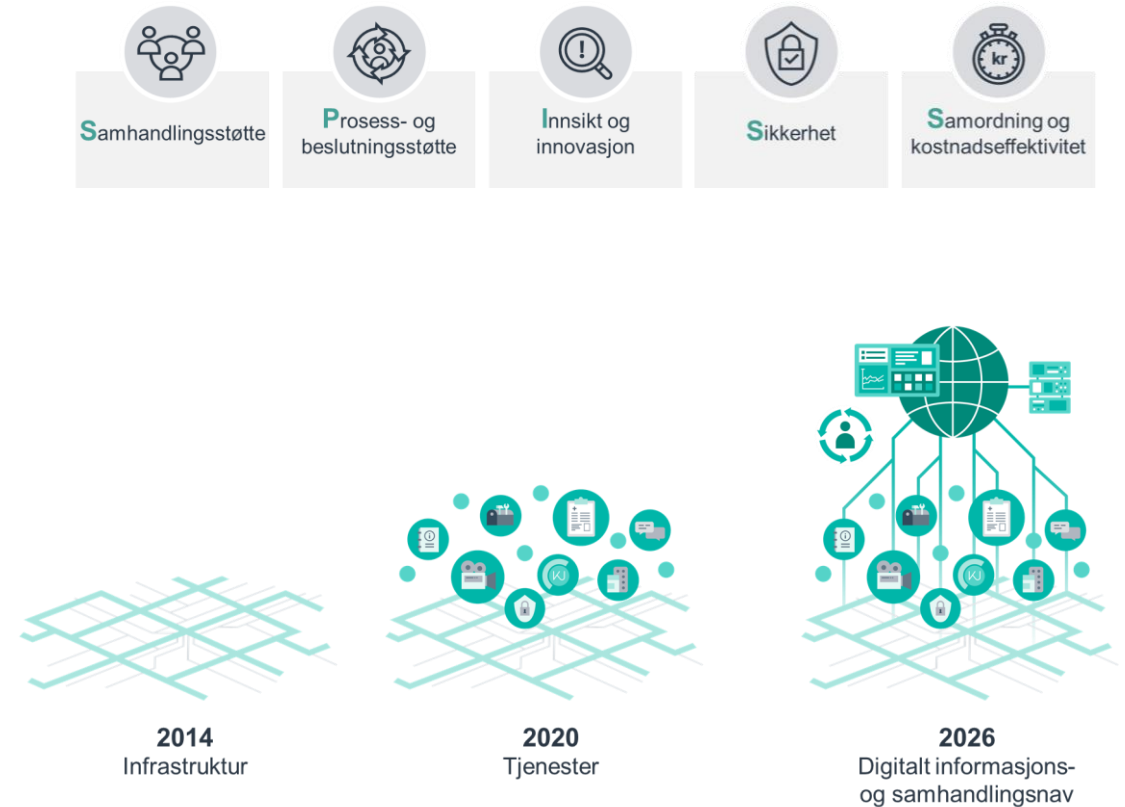 kr
Samhandlingsstøtte
Prosess- og
beslutningsstøtte
Innsikt og
innovasjon
Sikkerhet
Samordning og
kostnadseffektivitet
2014
Infrastruktur
2020
Tjenester
2026
Digitalt informasjons-
og samhandlingsnav